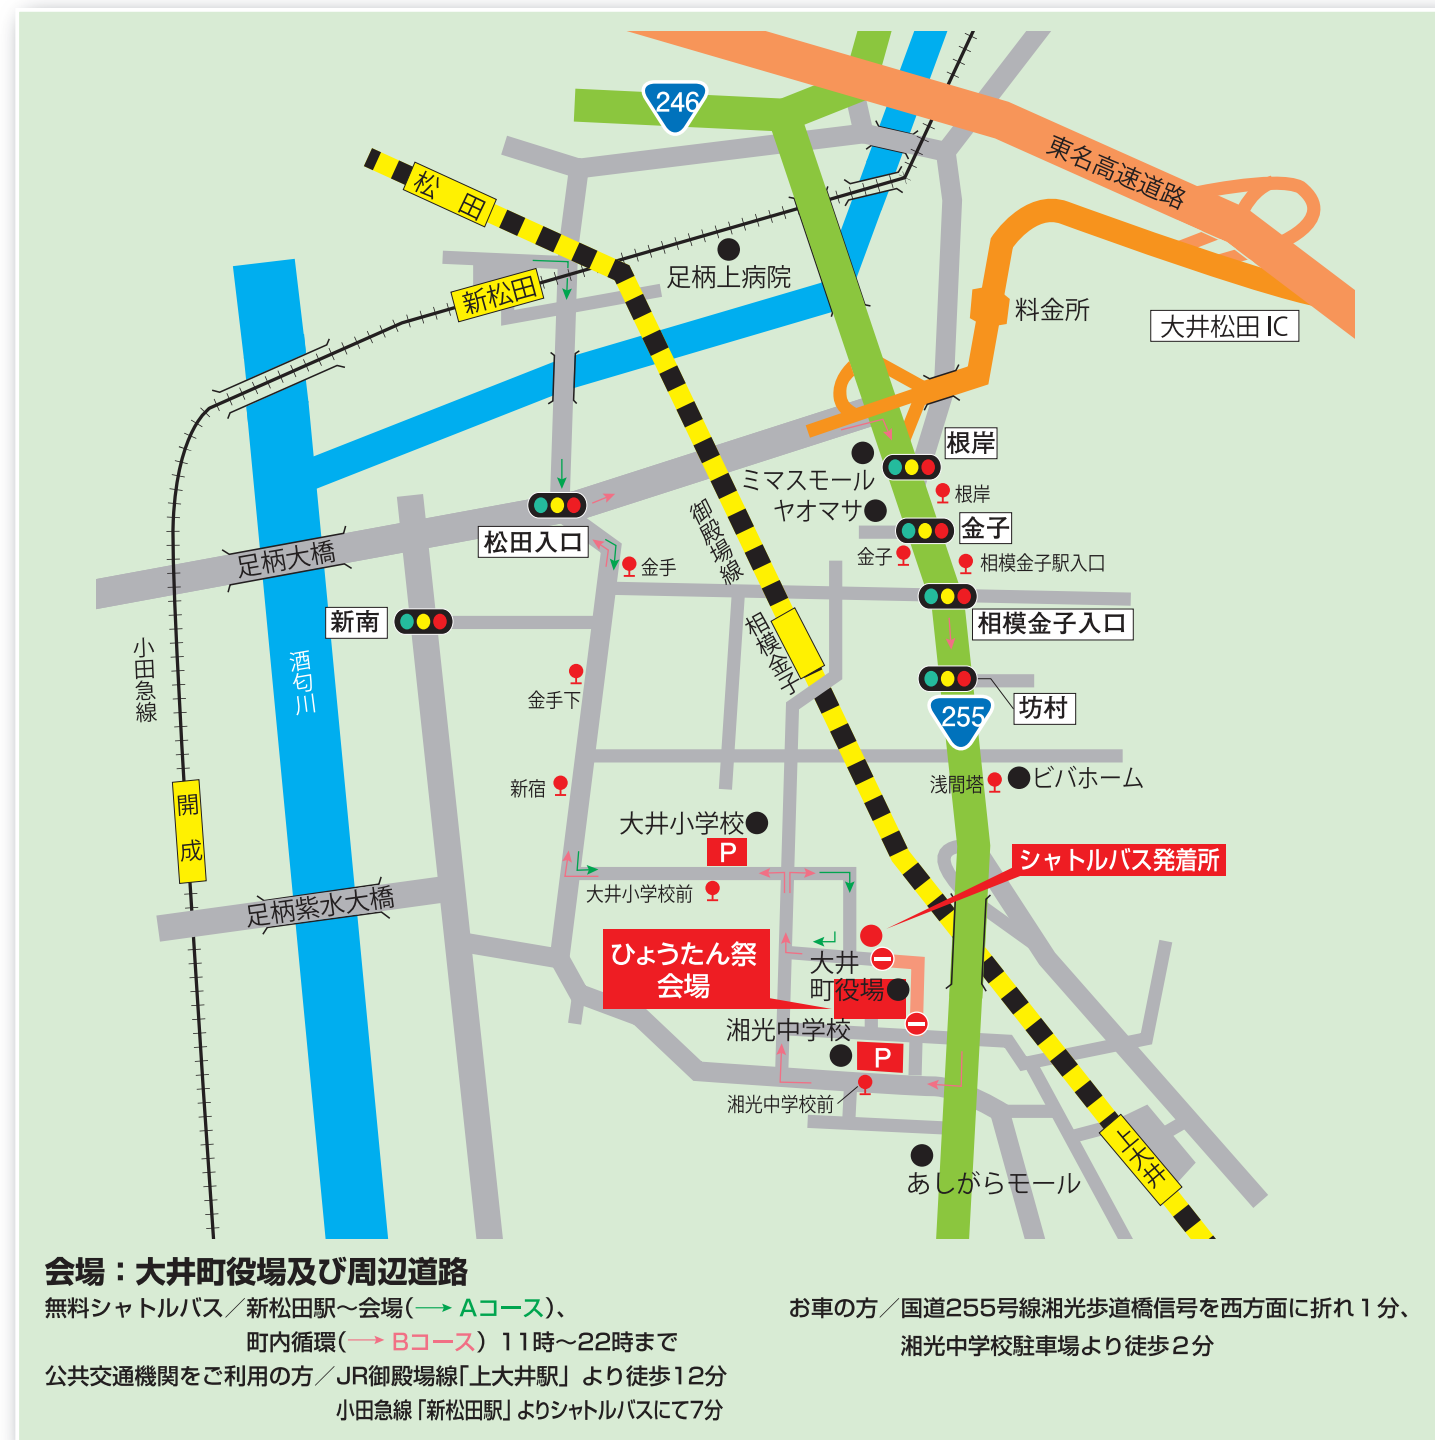 246
東名高速道路
松田
足柄上病院
新松田
料金所
大井松田 IC
根岸
ミマスモール
根岸
ヤオマサ
金子
松田入口
御殿場線
足柄大橋
金子
相模金子駅入口
金手
新南
相模金子入口
相模金子
小田急線
酒匂川
金手下
坊村
255
浅間塔
ビバホーム
新宿
開成
大井小学校
P
シャトルバス発着所
大井小学校前
足柄紫水大橋
ひょうたん祭
会場
大井
町役場
湘光中学校
P
湘光中学校前
上大井
あしがらモール
会場：大井町役場及び周辺道路
無料シャトルバス／新松田駅～会場(→ Aコース)、
町内循環(→ Bコース) 11時～22時まで
公共交通機関をご利用の方／JR御殿場線「上大井駅」より徒歩12分
小田急線「新松田駅」よりシャトルバスにて7分
お車の方／国道255号線湘光歩道橋信号を西方面に折れ1分、
湘光中学校駐車場より徒歩2分